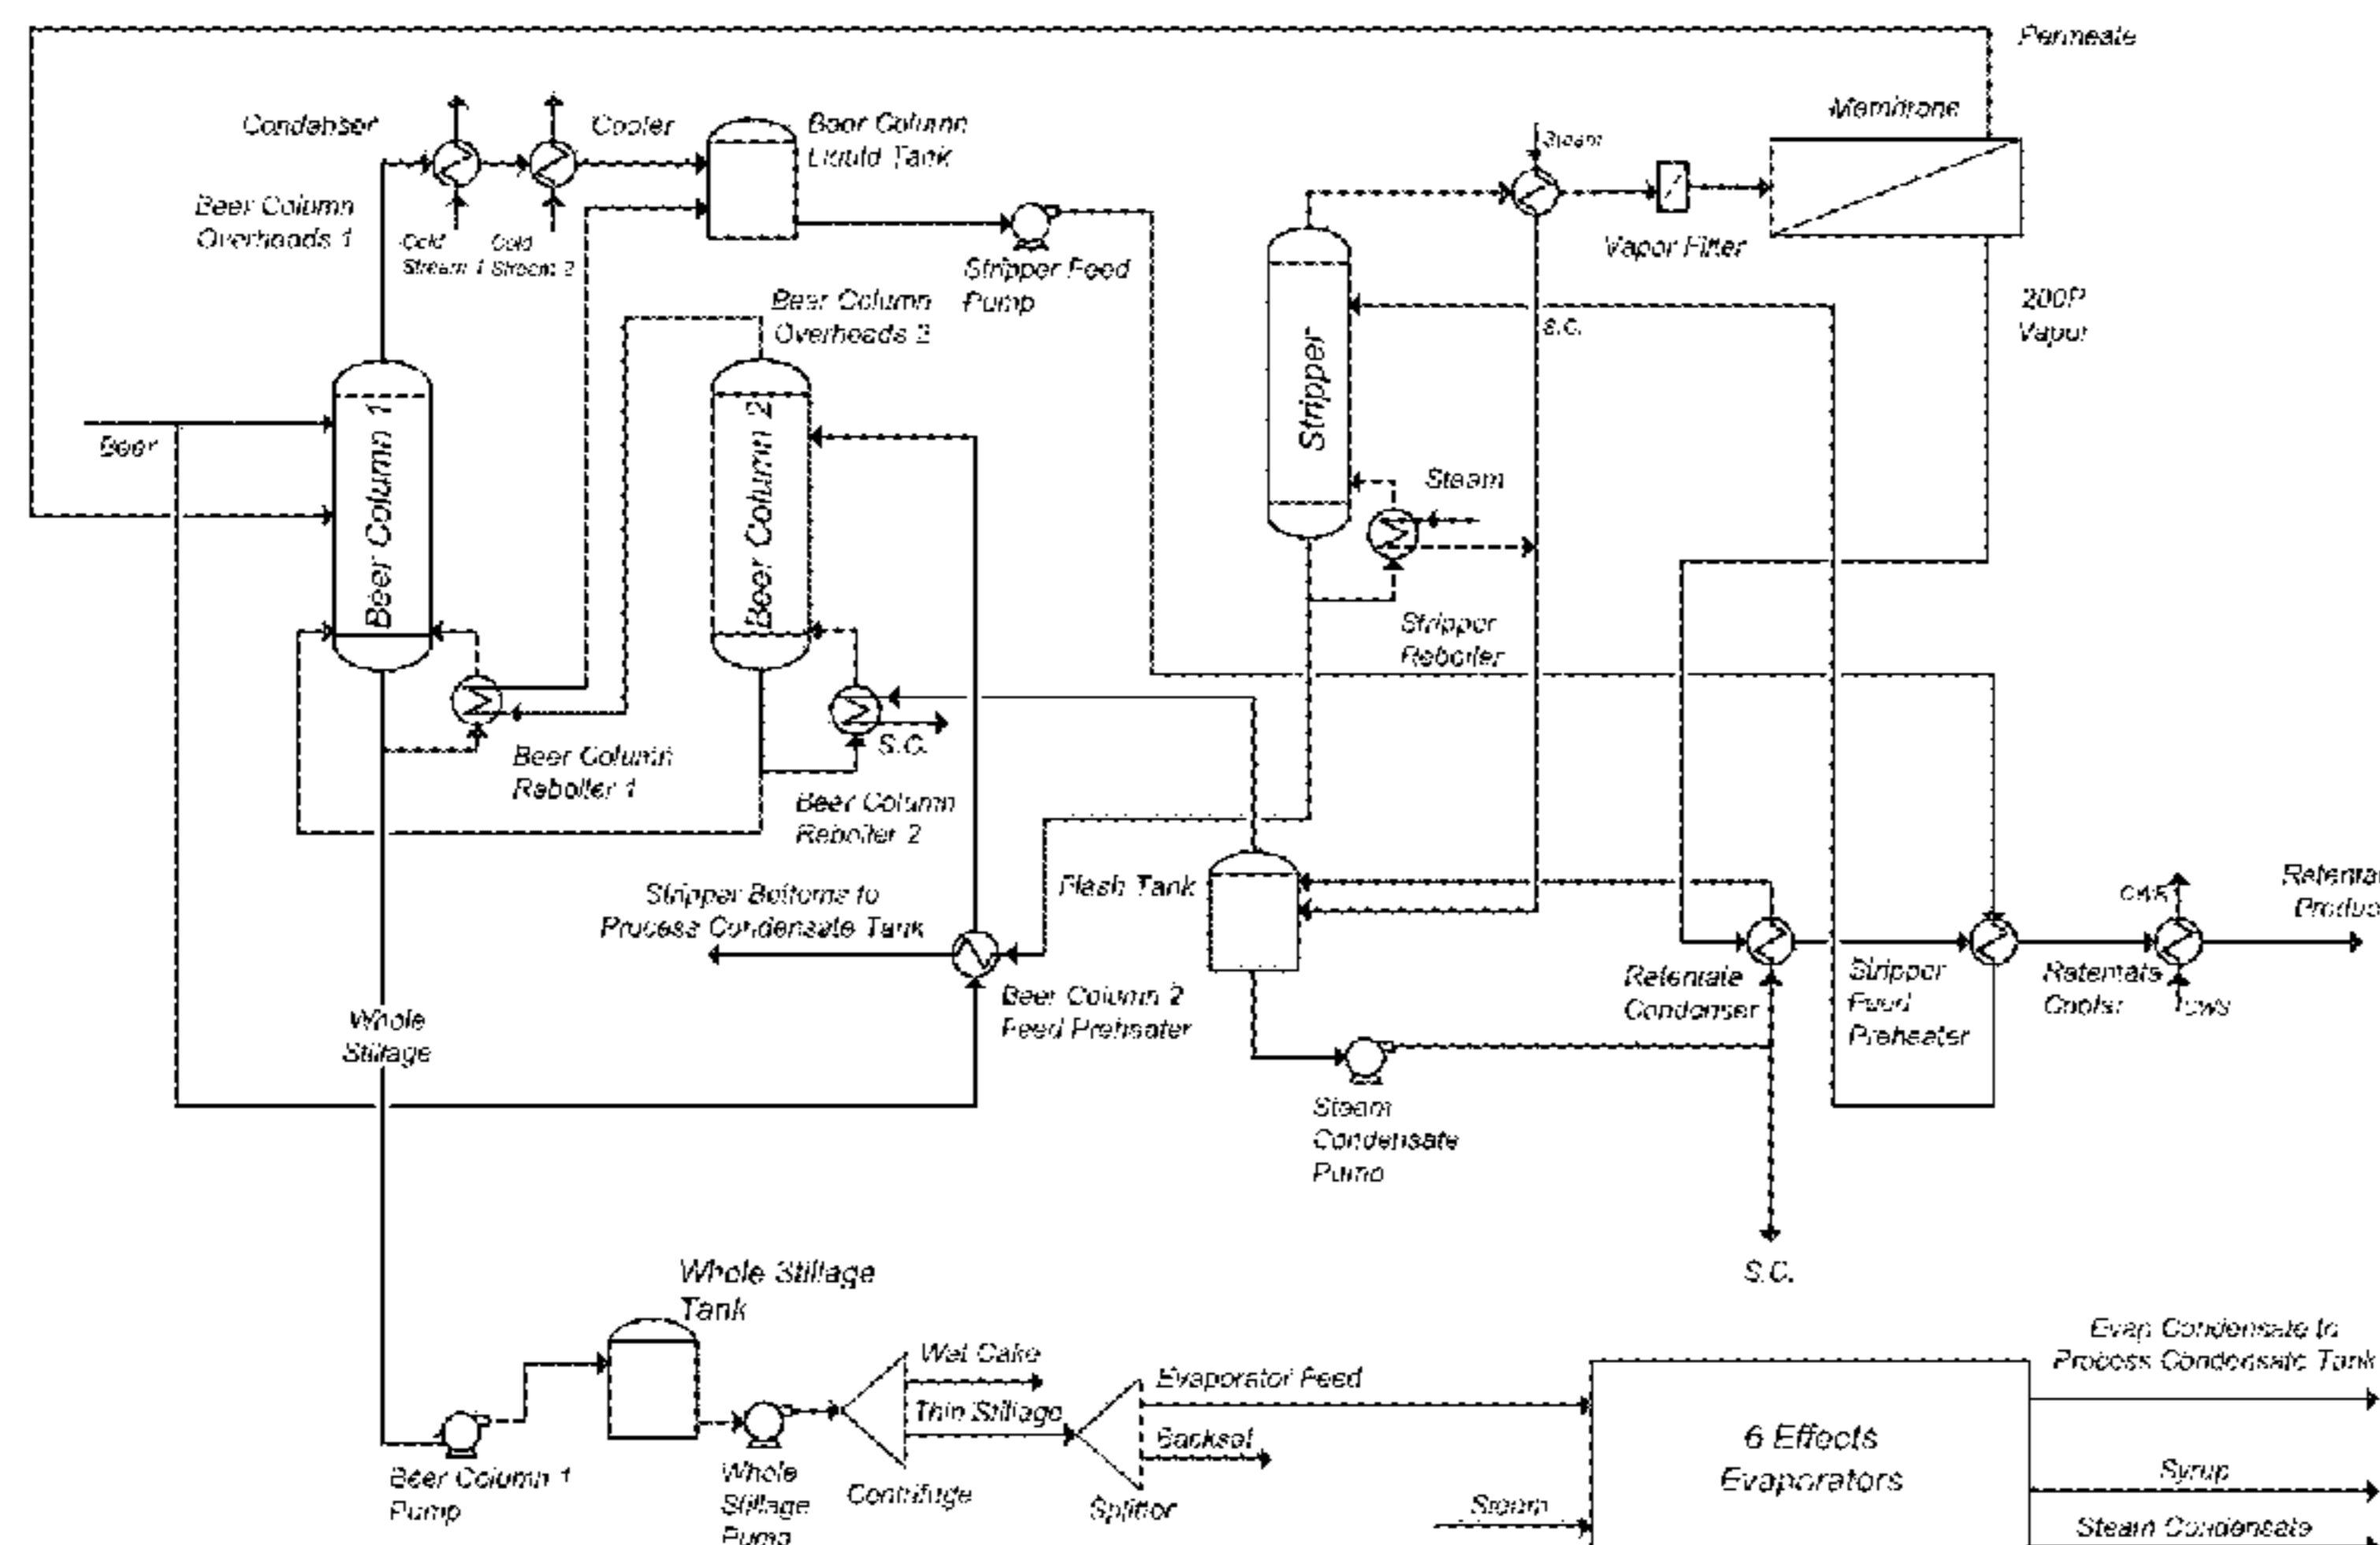 Permeate
Membrane
Condenser
Cooler
Beer Column
Liquid Tank
Steam
Beer Column
Overheads 1
Cold
Stream 1
Cold
Stream 2
Vapor Filter
Stripper Feed
Pump
Beer Column
Overheads 2
200P
Vapor
S.C.
Stripper
Beer Column 1
Beer Column 2
Beer
Steam
Stripper
Reboiler
S.C.
Beer Column
Reboiler 1
Beer Column
Reboiler 2
Stripper Bottoms to
Process Condensate Tank
Flash Tank
CWR
Retentate
Condenser
Stripper
Feed
Preheater
Retentate
Cooler
CWS
Beer Column 2
Feed Preheater
Whole
Stillage
Steam
Condensate
Pump
S.C.
Whole Stillage
Tank
Wet Cake
Thin Stillage
Evaporator Feed
Backset
Beer Column 1
Pump
Whole
Stillage
Pump
Centrifuge
Splitter
Steam
6 Effects
Evaporators
Evap Condensate to
Process Condensate Tank
Syrup
Steam Condensate